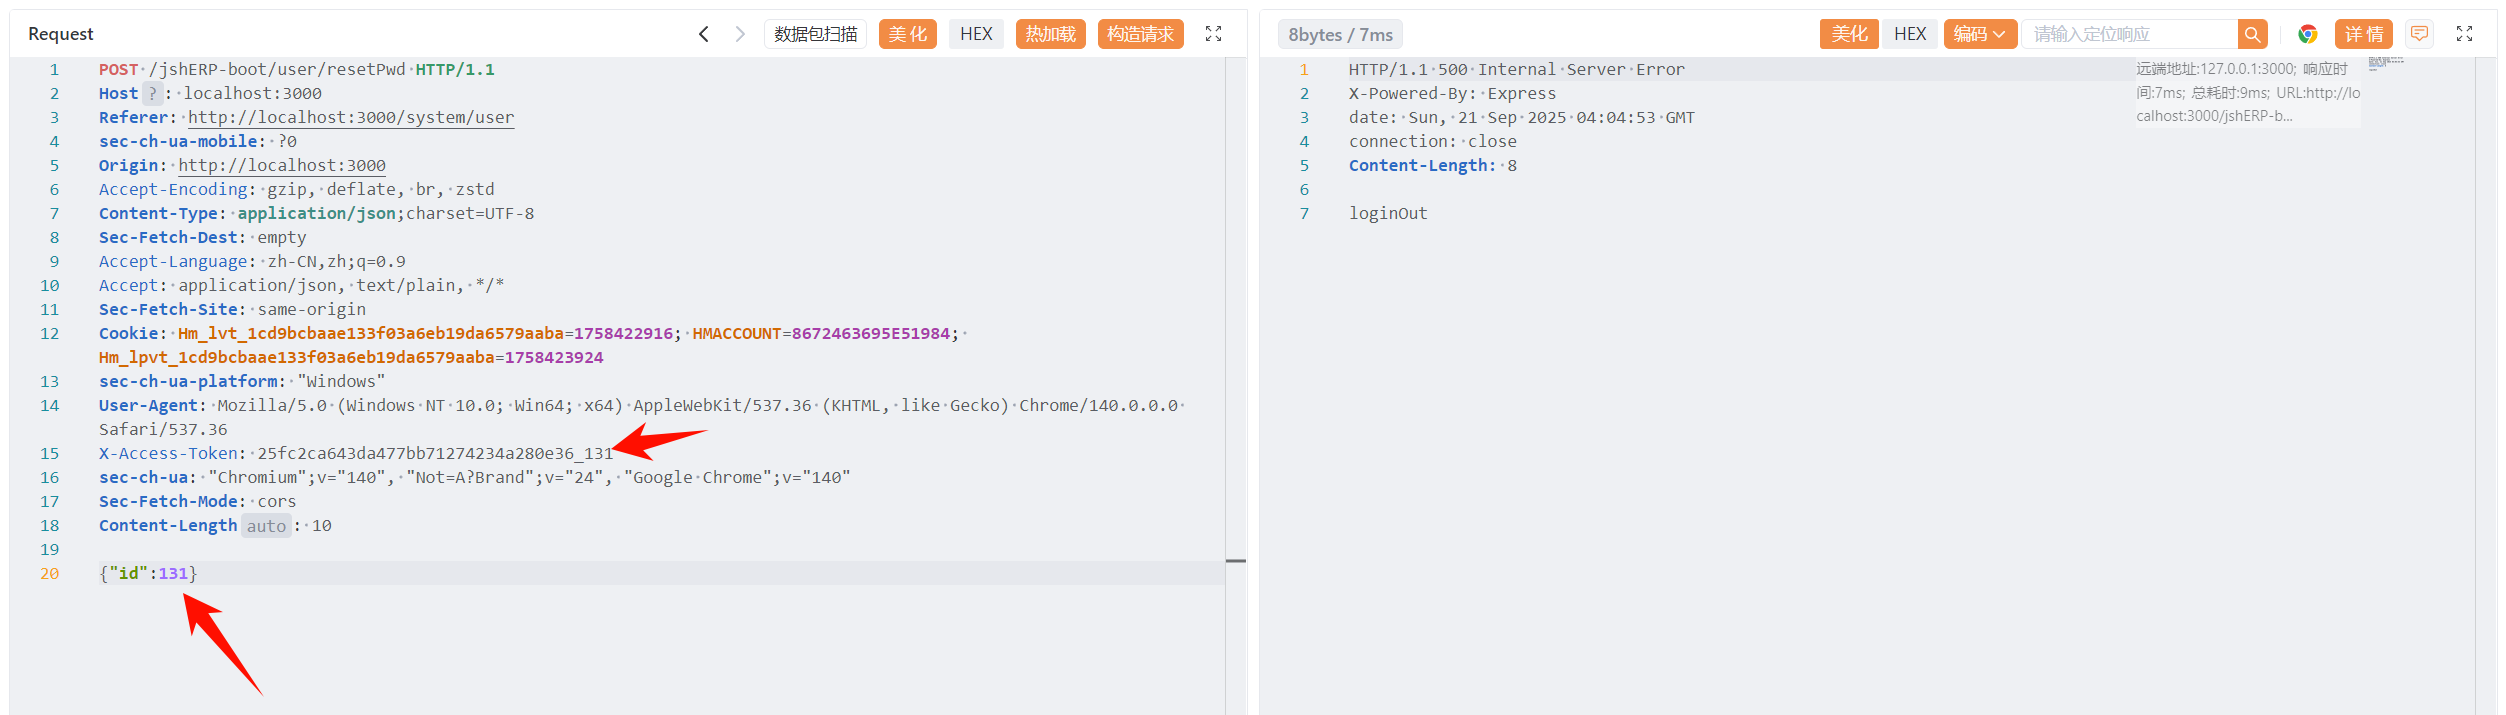 Request
数据包扫描
美化
HEX
热加载
构造请求
1 POST /jshERP-boot/user/resetPwd HTTP/1.1
2 Host ? : localhost:3000
3 Referer: http://localhost:3000/system/user
4 sec-ch-ua-mobile: ?0
5 Origin: http://localhost:3000
6 Accept-Encoding: gzip, deflate, br, zstd
7 Content-Type: application/json;charset=UTF-8
8 Sec-Fetch-Dest: empty
9 Accept-Language: zh-CN,zh;q=0.9
10 Accept: application/json, text/plain, */*
11 Sec-Fetch-Site: same-origin
12 Cookie: Hm_lvt_1cd9bcbaae133f03a6eb19da6579aaba=1758422916; HMACCOUNT=8672463695E51984;
Hm_lpvt_1cd9bcbaae133f03a6eb19da6579aaba=1758423924
13 sec-ch-ua-platform: "Windows"
14 User-Agent: Mozilla/5.0 (Windows NT 10.0; Win64; x64) AppleWebKit/537.36 (KHTML, like Gecko) Chrome/140.0.0.0
Safari/537.36
15 X-Access-Token: 25fc2ca643da477bb71274234a280e36_131
16 sec-ch-ua: "Chromium";v="140", "Not=A?Brand";v="24", "Google Chrome";v="140"
17 Sec-Fetch-Mode: cors
18 Content-Length auto : 10
19
20 {"id":131}
8bytes / 7ms
美化
HEX
编码
请输入定位响应
详情
1 HTTP/1.1 500 Internal Server Error
2 X-Powered-By: Express
3 date: Sun, 21 Sep 2025 04:04:53 GMT
4 connection: close
5 Content-Length: 8
6
7 loginOut
远端地址:127.0.0.1:3000; 响应时
间:7ms; 总耗时:9ms; URL:http://lo
calhost:3000/jshERP-b...